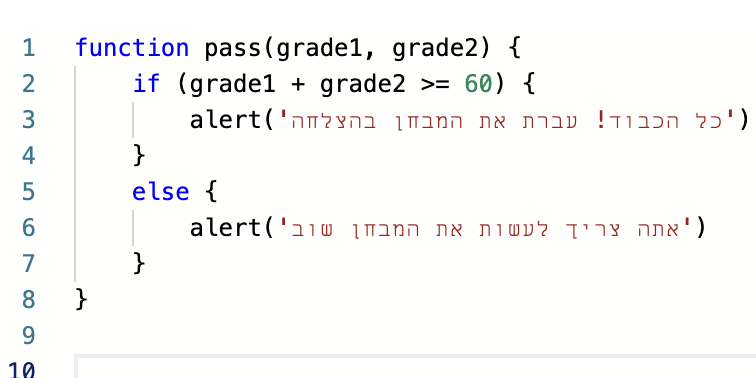 1 function pass(grade1, grade2) {
2 if (grade1 + grade2 >= 60) {
3 alert('כל הכבוד! עברת את המבחן בהצלחה')
4 }
5 else {
6 alert('אתה צריך לעשות את המבחן שוב')
7 }
8 }
9
10